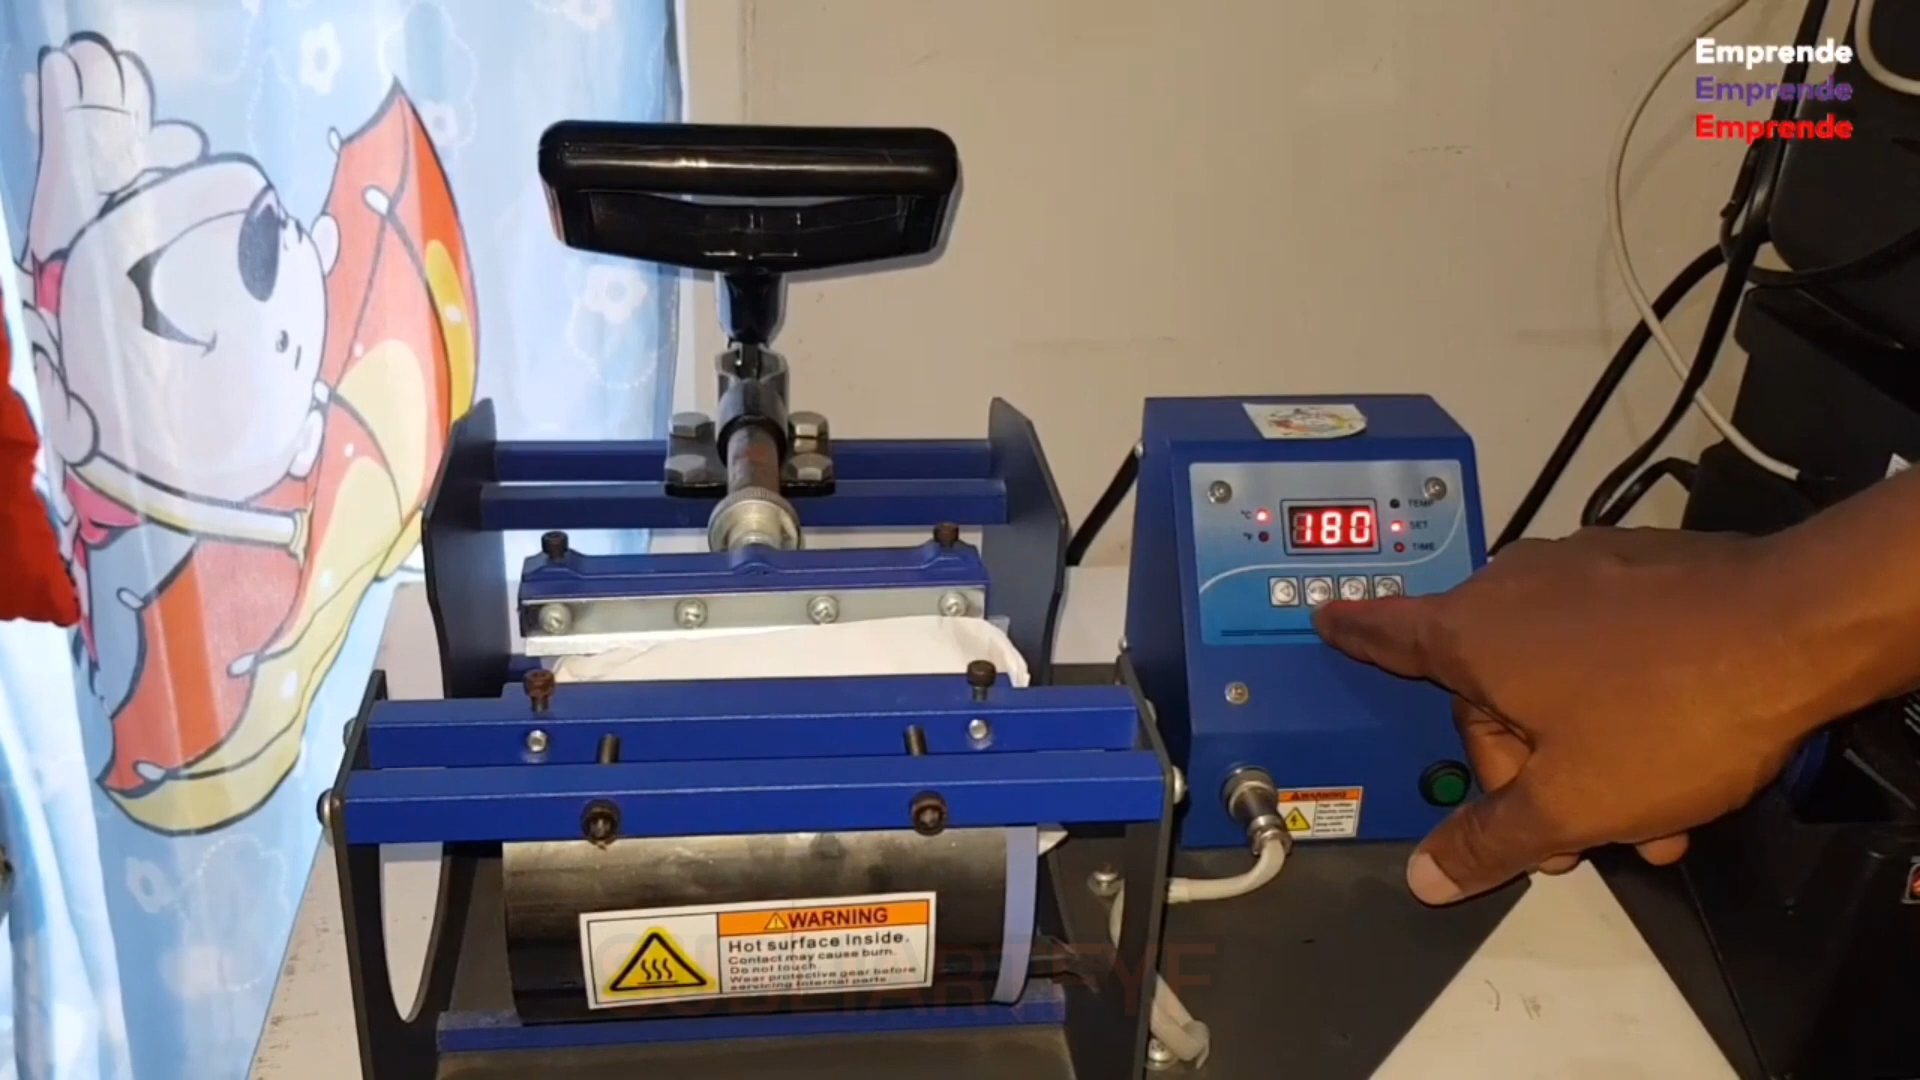 Emprende
Emprende
Emprende
°C
°F
180
TEMP
SET
TIME
WARNING
WARNING
Hot surface inside.
Contact may cause burn.
Do not touch.
Wear protective gear before
servicing internal parts.